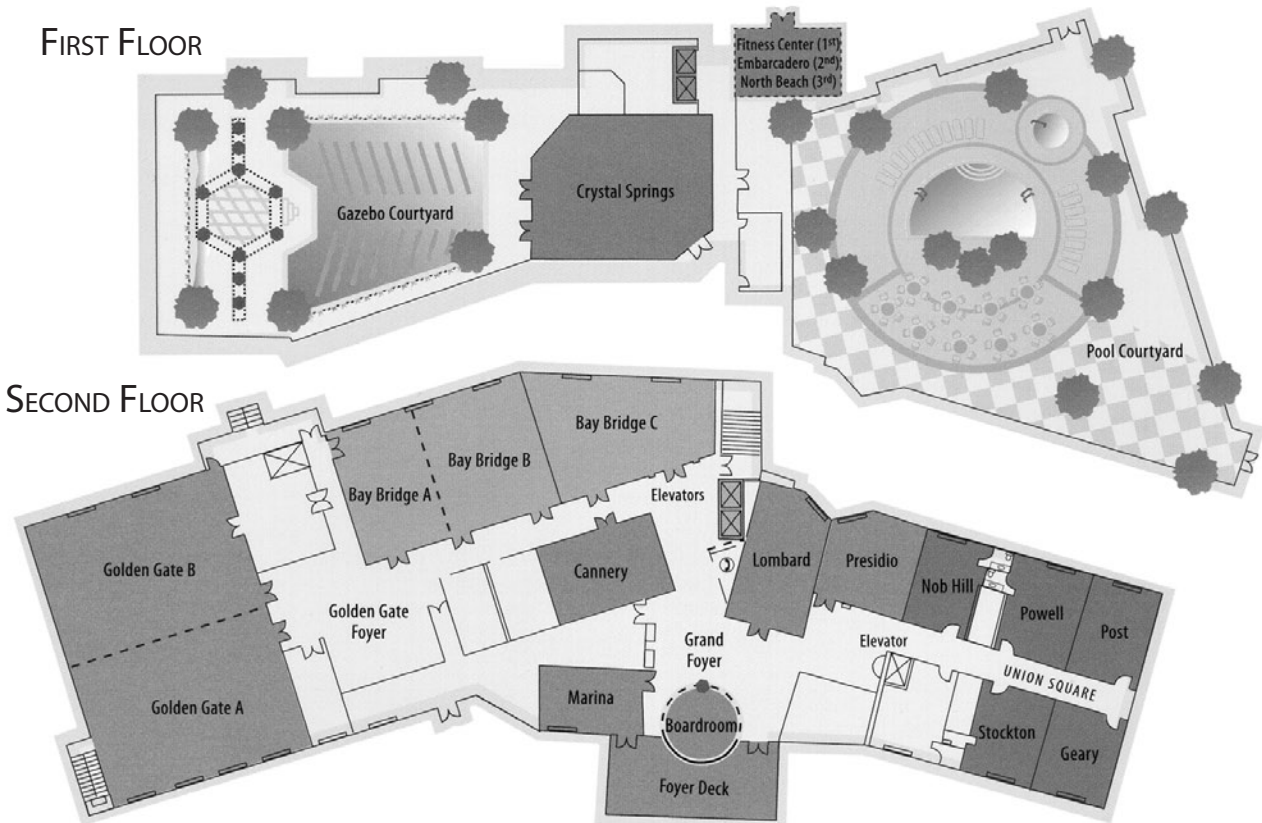 First Floor
Fitness Center (1st)
Embarcadero (2nd)
North Beach (3rd)
Crystal Springs
Gazebo Courtyard
Pool Courtyard
Second Floor
Bay Bridge C
Bay Bridge B
Bay Bridge A
Elevators
Golden Gate B
Cannery
Lombard
Presidio
Nob Hill
Powell
Post
Golden Gate
Foyer
Grand
Foyer
Elevator
UNION SQUARE
Golden Gate A
Marina
Boardroom
Stockton
Geary
Foyer Deck